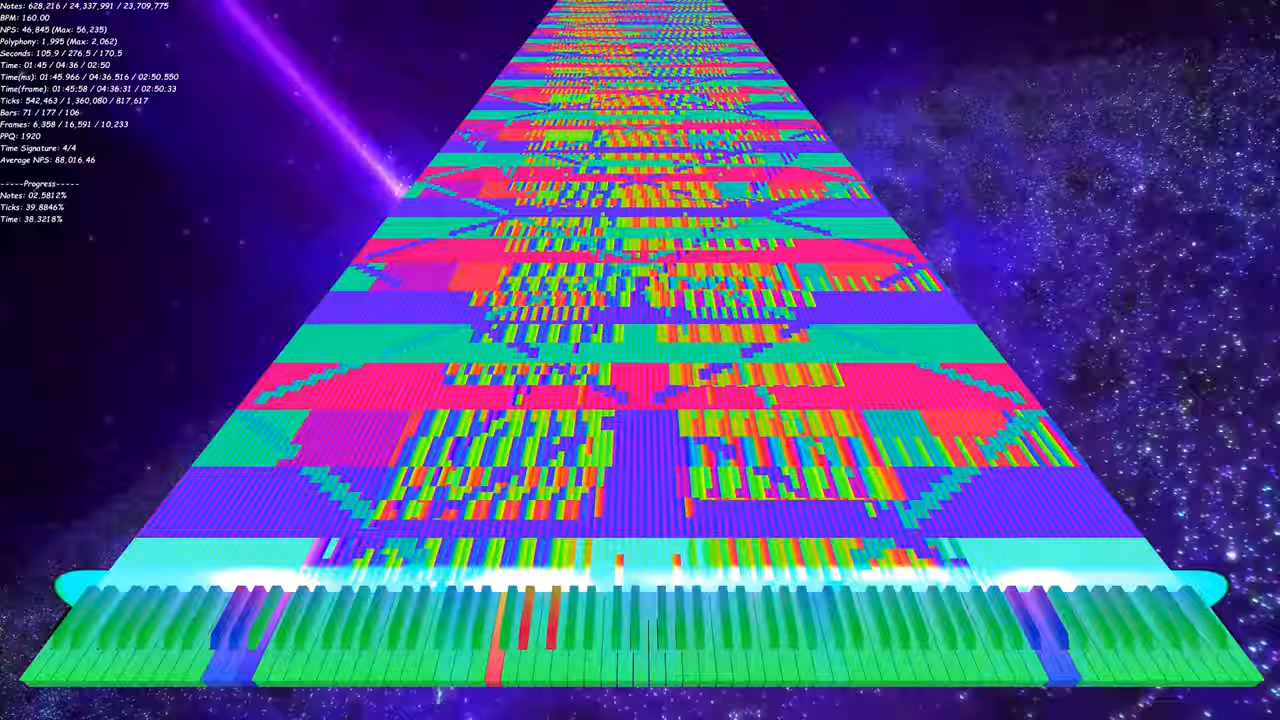 Notes: 628,216 / 24,337,991 / 23,709,775
BPM: 160.00
NPS: 46,845 (Max: 56,235)
Polyphony: 1,995 (Max: 2,062)
Seconds: 105.9 / 276.5 / 170.5
Time: 01:45 / 04:36 / 02:50
Time(ms): 01:45.966 / 04:36.516 / 02:50.550
Time(frame): 01:45:58 / 04:36:31 / 02:50:33
Ticks: 542,463 / 1,360,080 / 817,617
Bars: 71 / 177 / 106
Frames: 6,358 / 16,591 / 10,233
PPQ: 1920
Time Signature: 4/4
Average NPS: 88,016.46
-----Progress-----
Notes: 02.5812%
Ticks: 39.8846%
Time: 38.3218%